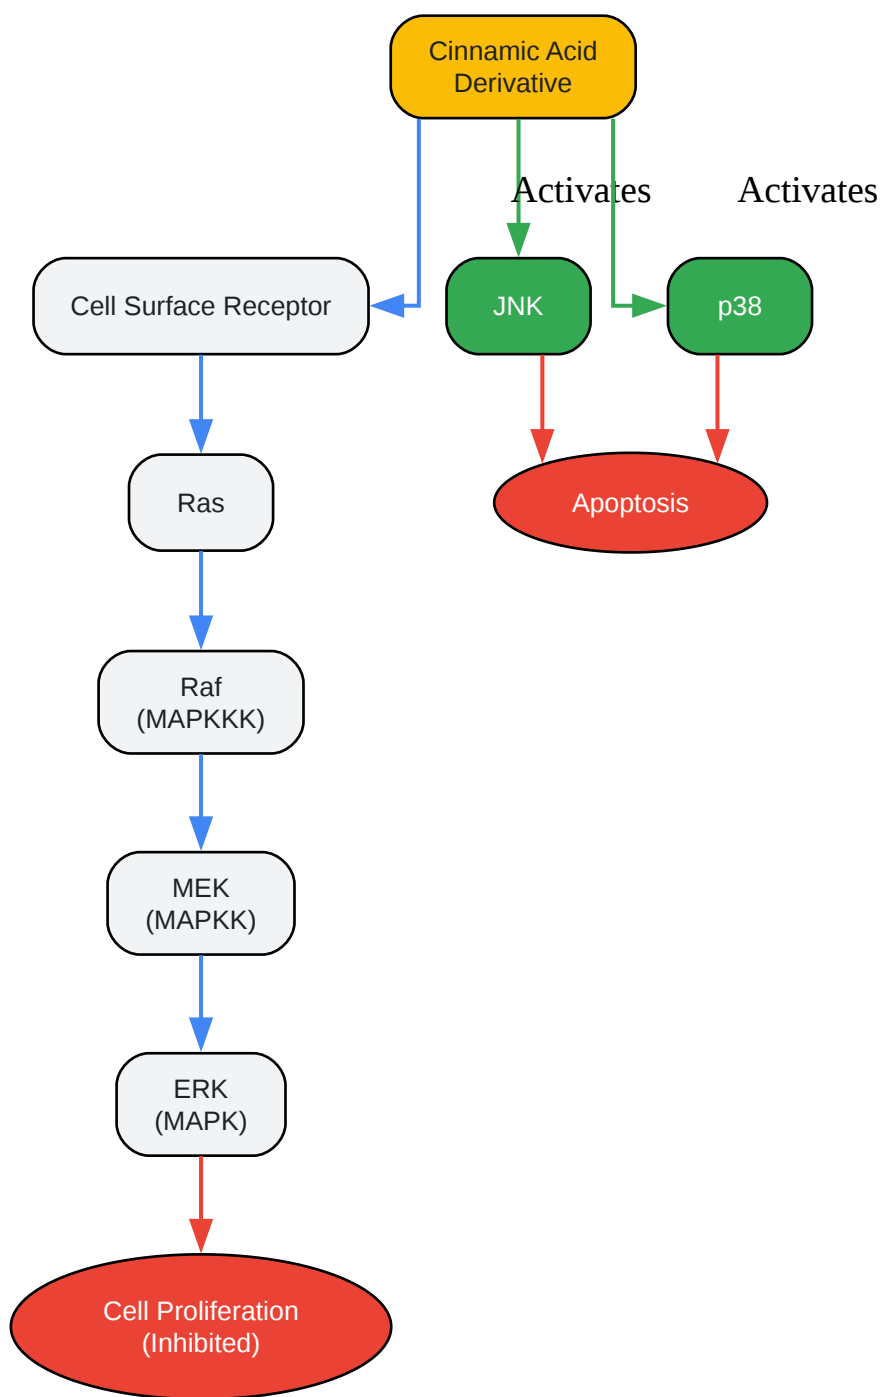 Cinnamic Acid
Derivative
Activates
Activates
Cell Surface Receptor
JNK
p38
Ras
Apoptosis
Raf
(MAPKKK)
MEK
(MAPKK)
ERK
(MAPK)
Cell Proliferation
(Inhibited)